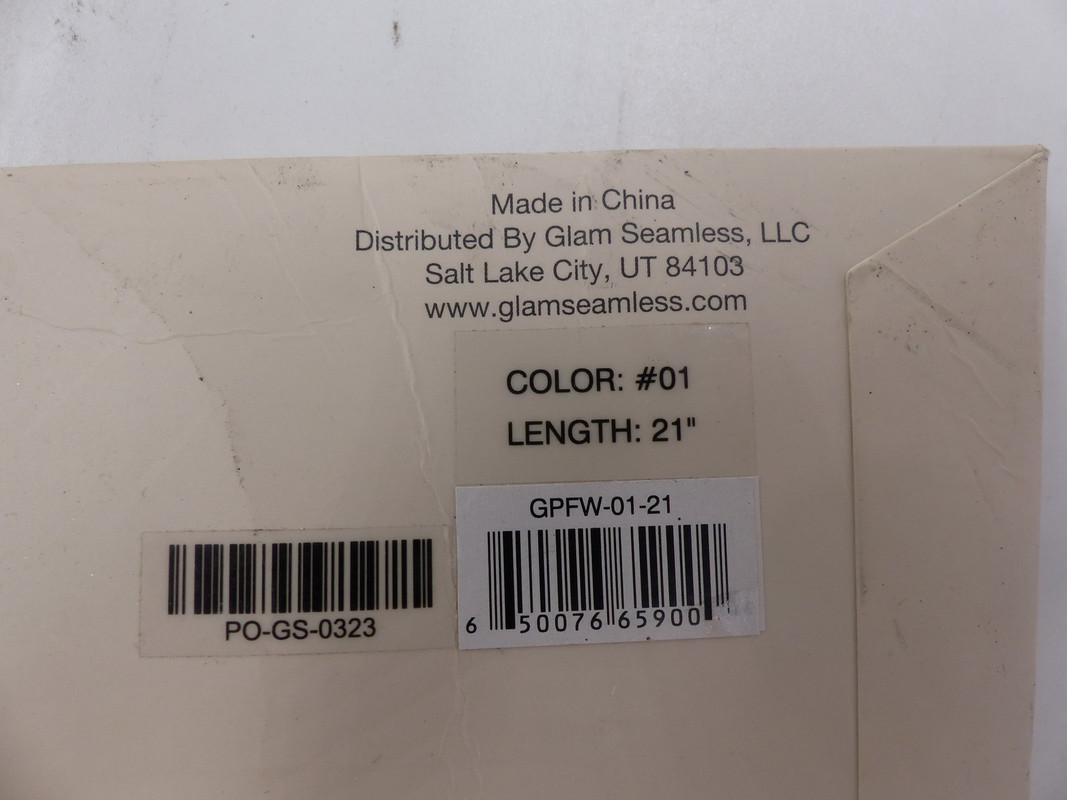 Made in China
Distributed By Glam Seamless, LLC
Salt Lake City, UT 84103
www.glamseamless.com
COLOR: #01
LENGTH: 21"
GPFW-01-21
6 50076 65900
PO-GS-0323